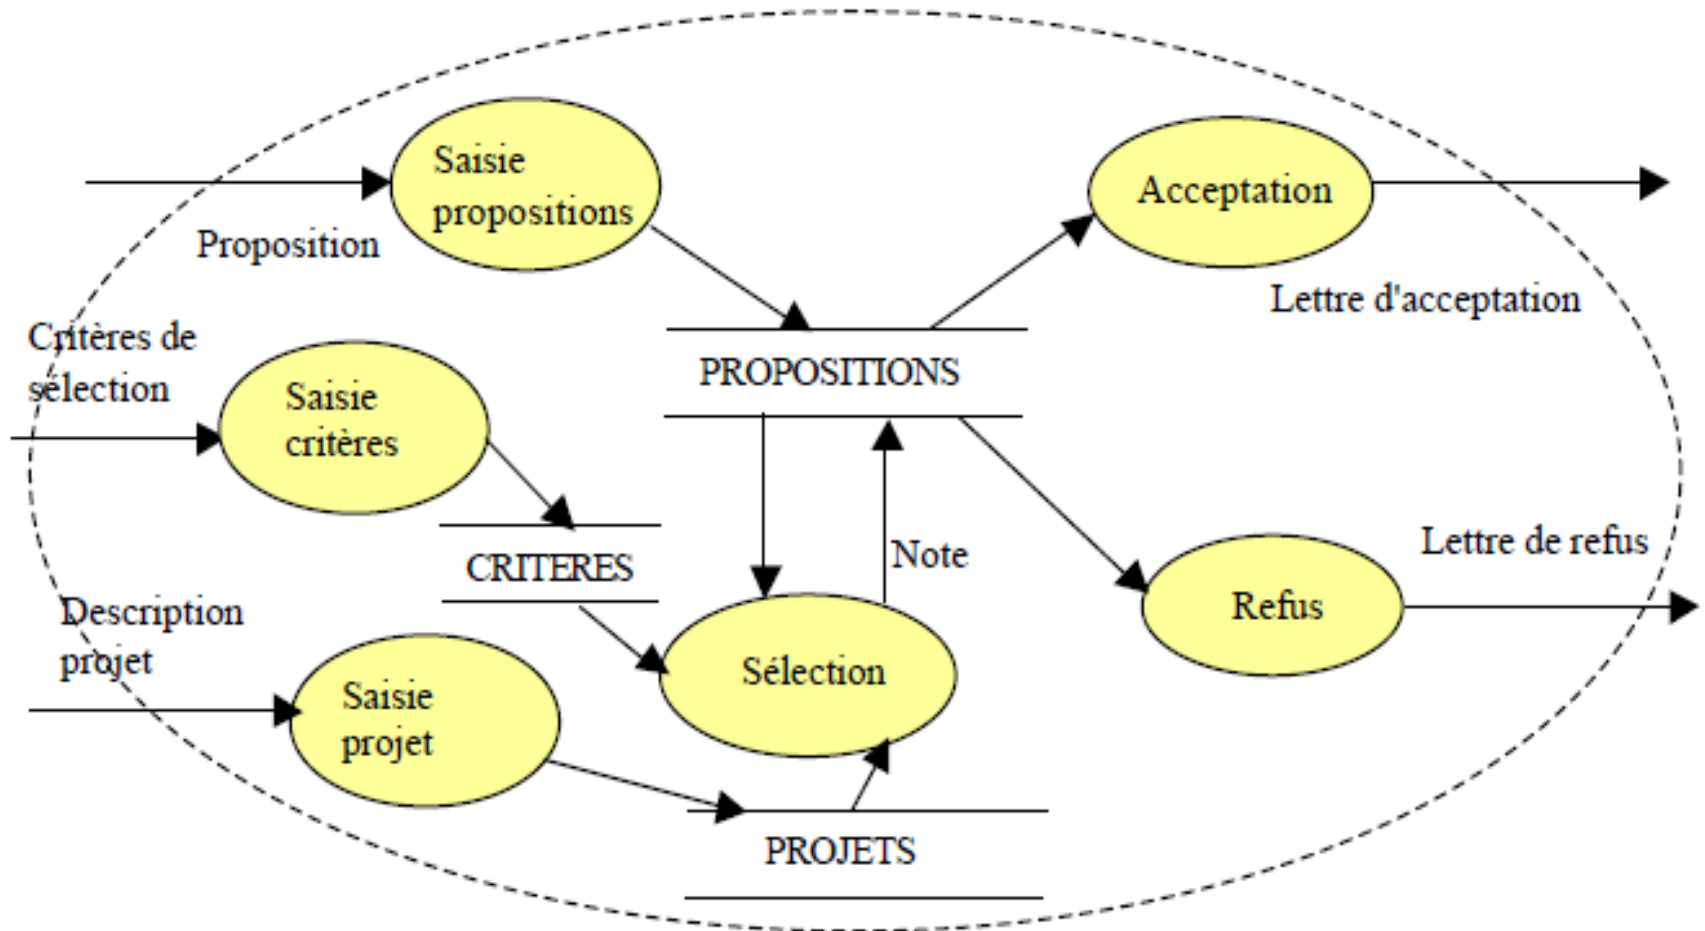 Saisie
propositions
Acceptation
Proposition
Lettre d'acceptation
Critères de
sélection
PROPOSITIONS
Saisie
critères
Note
Lettre de refus
CRITERES
Description
projet
Refus
Sélection
Saisie
projet
PROJETS